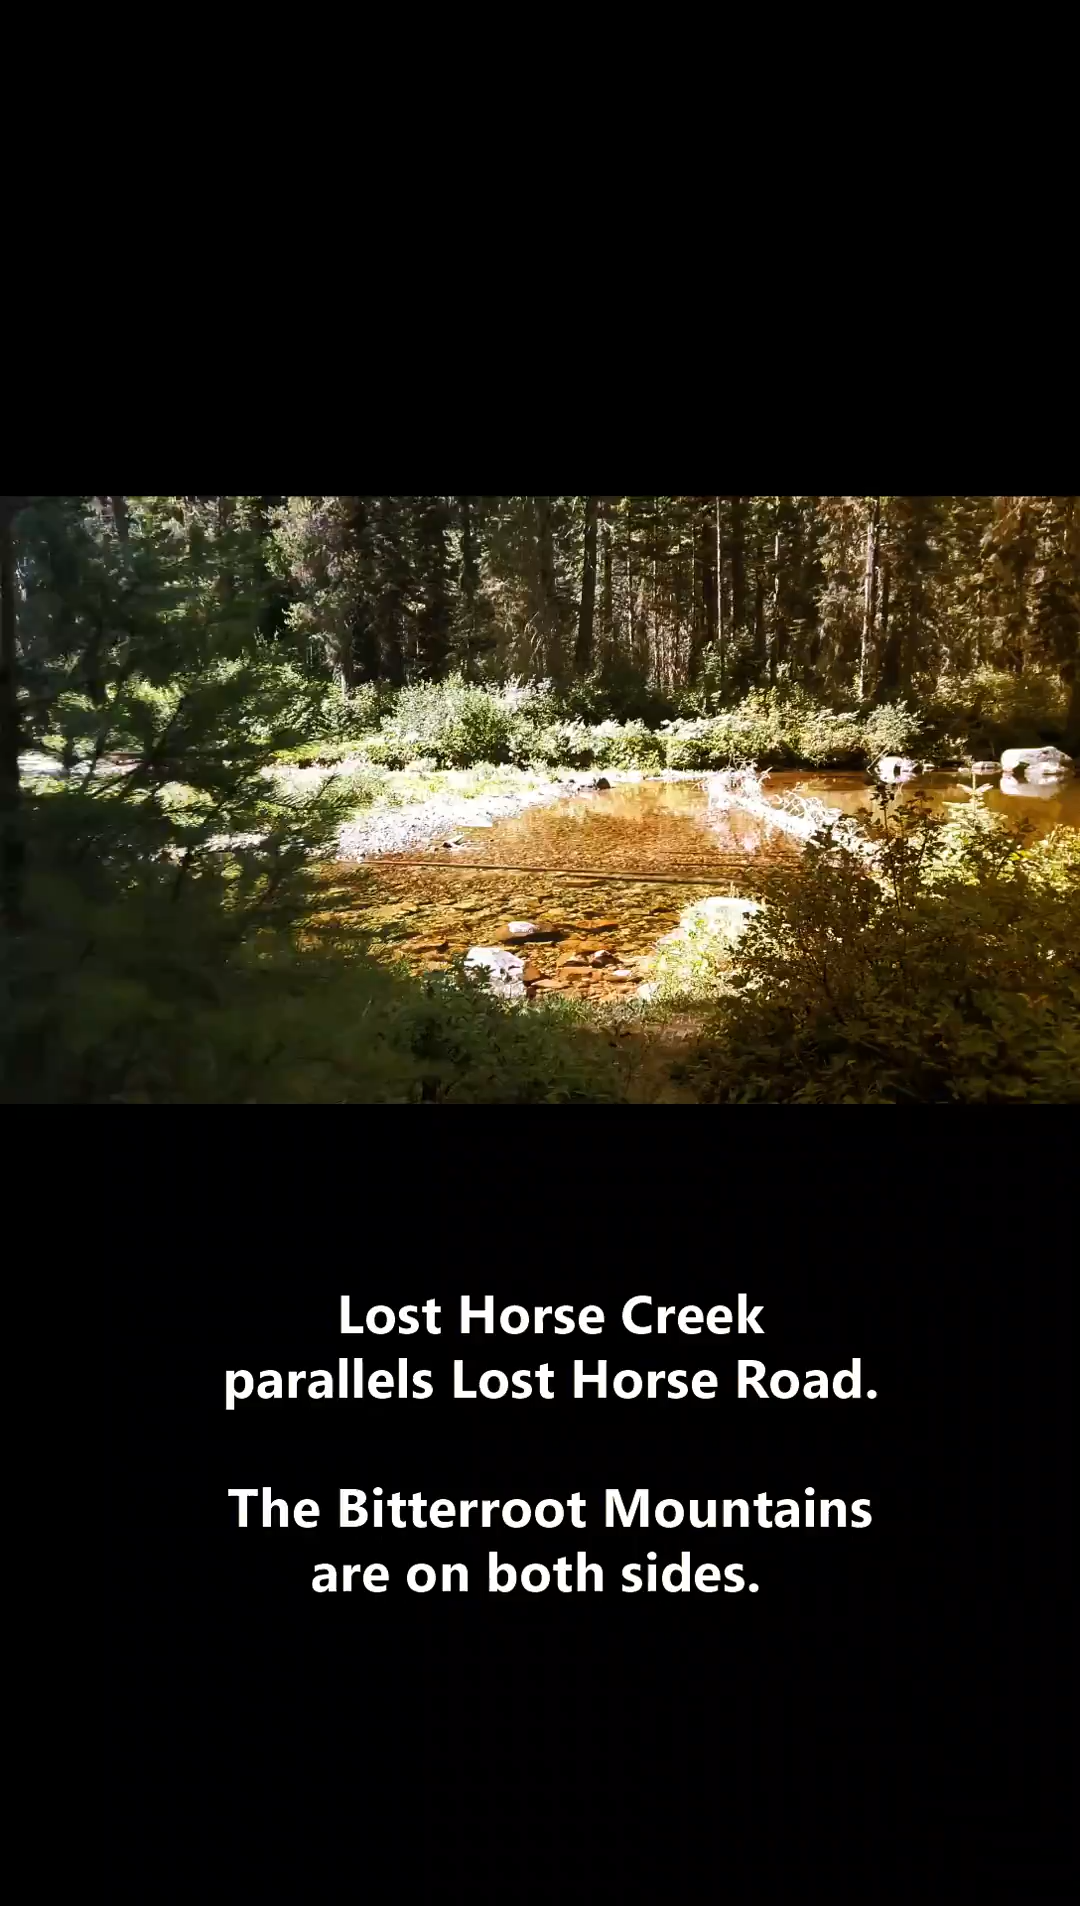 Lost Horse Creek
parallels Lost Horse Road.
The Bitterroot Mountains
are on both sides.